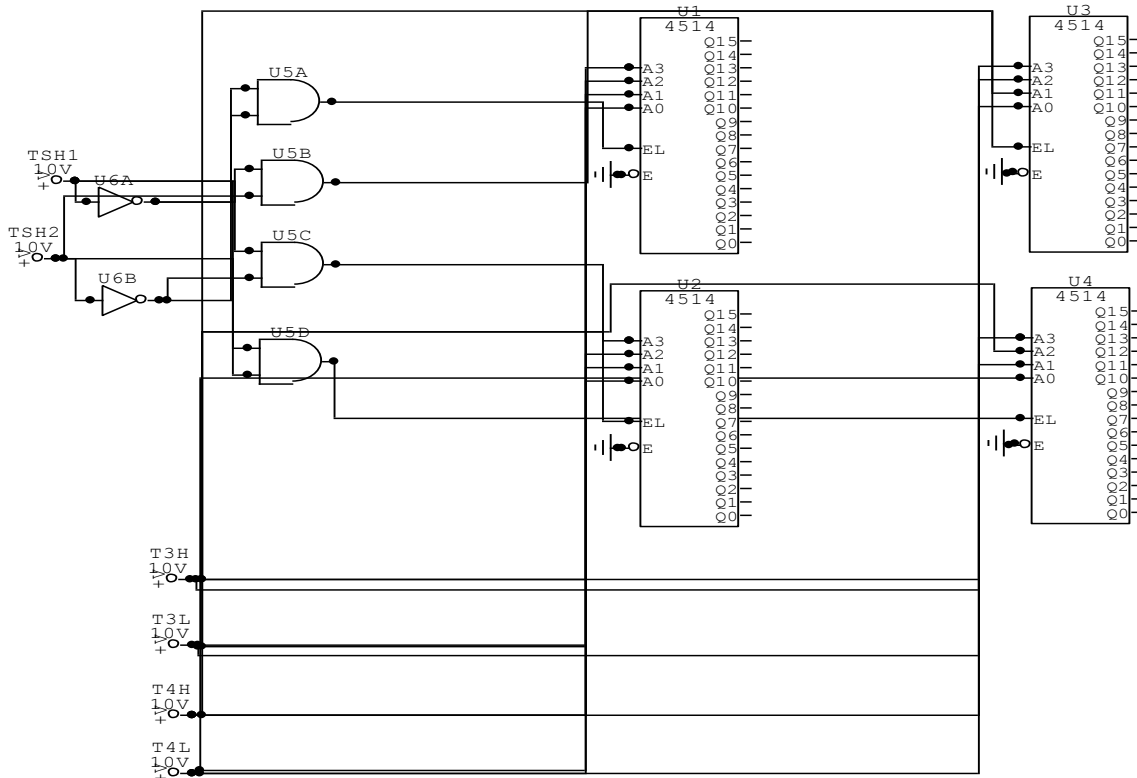 U1
4514
Q15
Q14
Q13
Q12
Q11
Q10
Q9
Q8
Q7
Q6
Q5
Q4
Q3
Q2
Q1
Q0
A3
A2
A1
A0
EL
E
U3
4514
Q15
Q14
Q13
Q12
Q11
Q10
Q9
Q8
Q7
Q6
Q5
Q4
Q3
Q2
Q1
Q0
A3
A2
A1
A0
EL
E
U5A
U5B
U5C
U5D
TSH1
10V
+V
U6A
TSH2
10V
+V
U6B
U2
4514
Q15
Q14
Q13
Q12
Q11
Q10
Q9
Q8
Q7
Q6
Q5
Q4
Q3
Q2
Q1
Q0
A3
A2
A1
A0
EL
E
U4
4514
Q15
Q14
Q13
Q12
Q11
Q10
Q9
Q8
Q7
Q6
Q5
Q4
Q3
Q2
Q1
Q0
A3
A2
A1
A0
EL
E
T3H
10V
+V
T3L
10V
+V
T4H
10V
+V
T4L
10V
+V